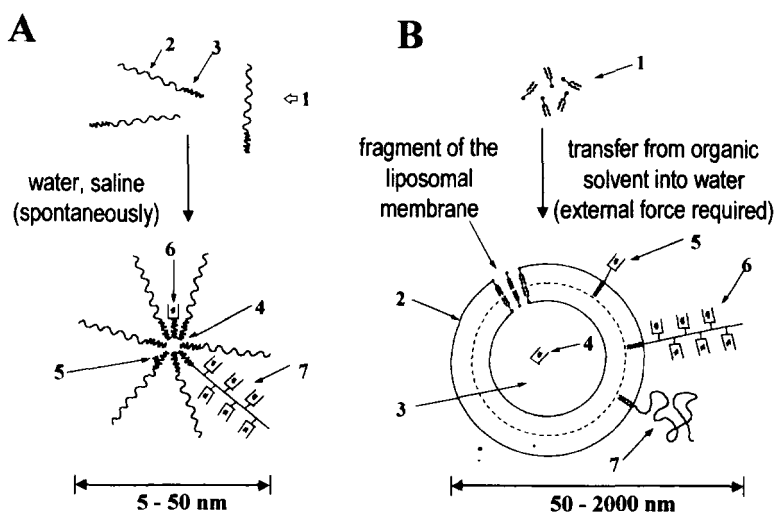 A
2
3
1
water, saline
(spontaneously)
6
4
5
7
5 - 50 nm
B
1
fragment of the
liposomal
membrane
transfer from organic
solvent into water
(external force required)
5
6
2
4
3
7
50 - 2000 nm